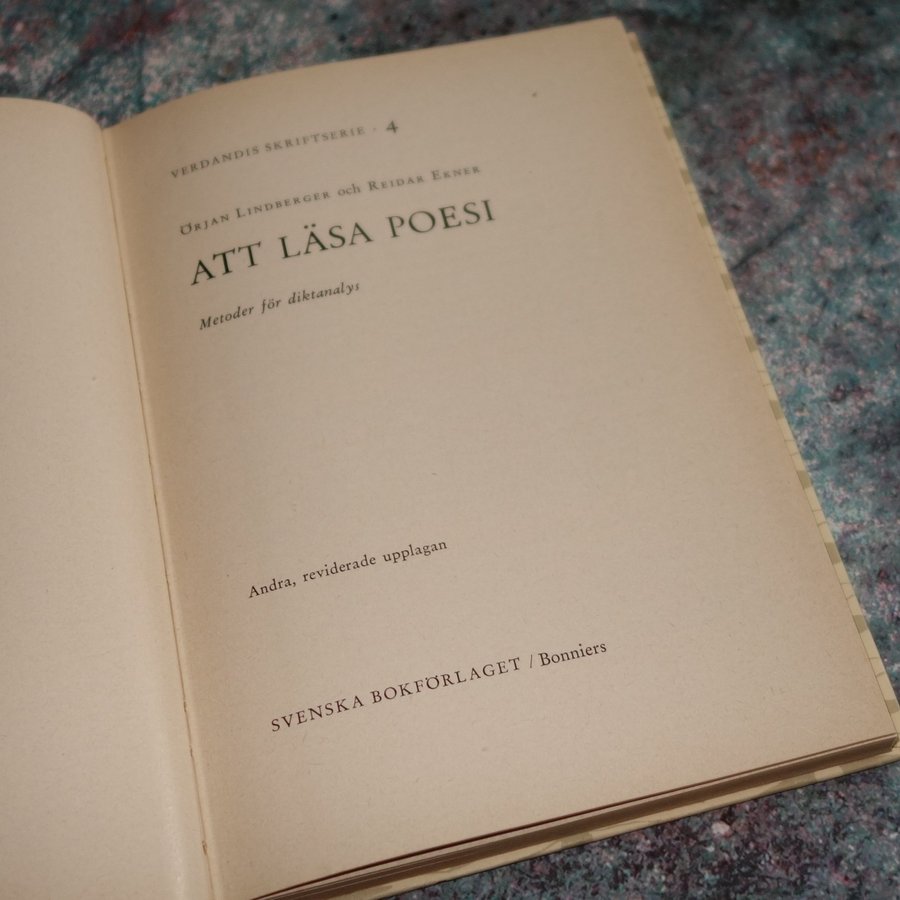 VERDANDIS SKRIFTSERIE · 4
ÖRJAN LINDBERGER och REIDAR EKNER
ATT LÄSA POESI
Metoder för diktanalys
Andra, reviderade upplagan
SVENSKA BOKFÖRLAGET / Bonniers